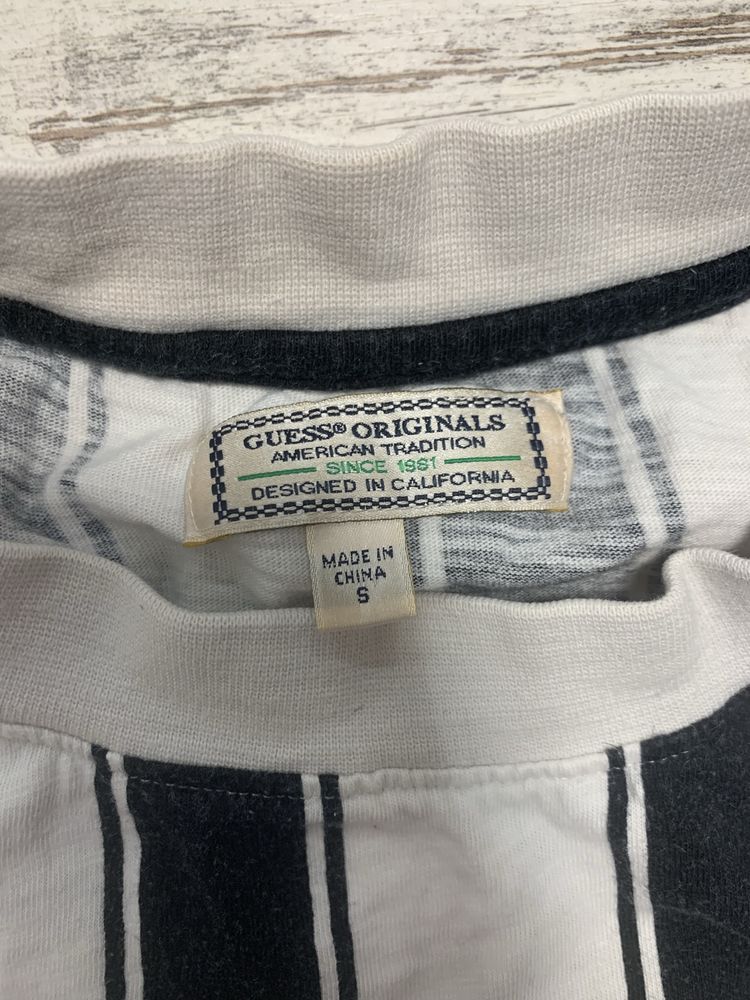 GUESS® ORIGINALS
AMERICAN TRADITION
SINCE 1981
DESIGNED IN CALIFORNIA
MADE IN
CHINA
S